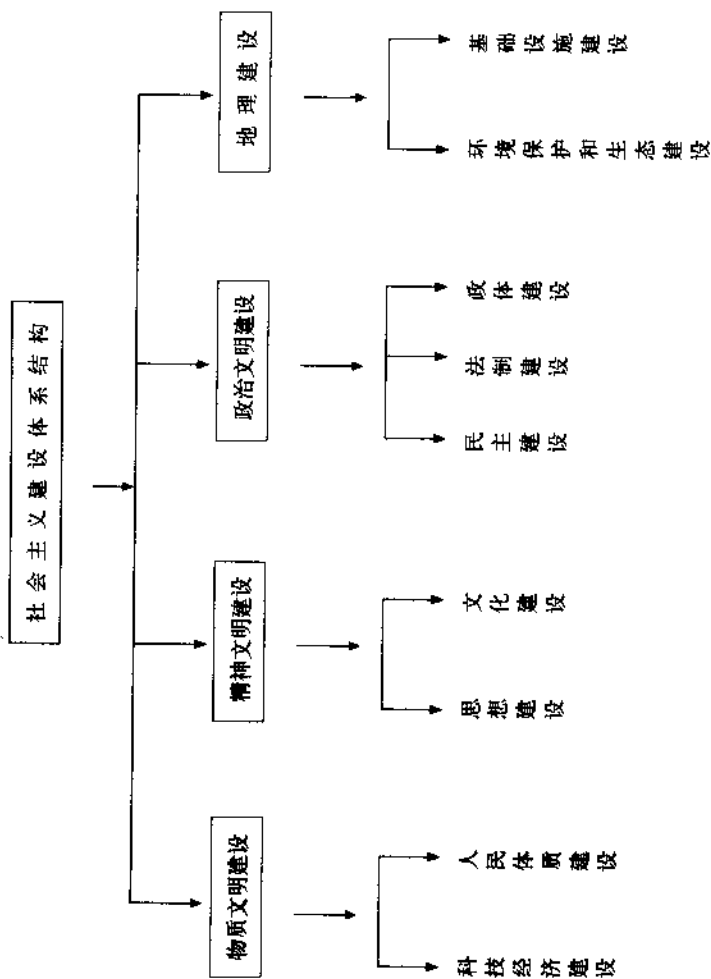 社会主义建设体系结构
物质文明建设
精神文明建设
政治文明建设
地理建设
科技经济建设
人民体质建设
思想建设
文化建设
民主建设
法制建设
政体建设
环境保护和生态建设
基础设施建设